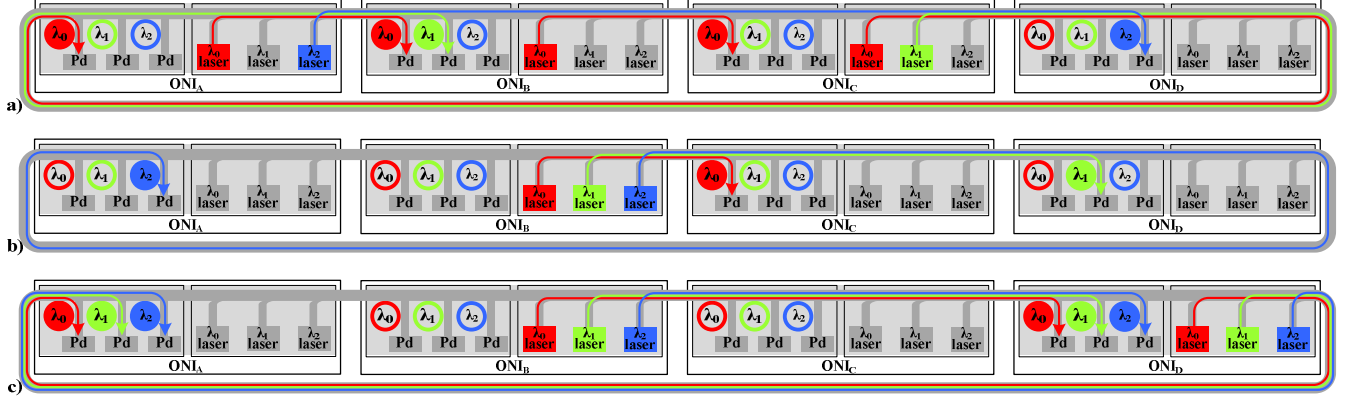 λ0 λ1 λ2 λ0 λ1 λ2 λ0 λ1 λ2 λ0 λ1 λ2 λ0 λ1 λ2 λ0 λ1 λ2 λ0 λ1 λ2 λ0 λ1 λ2
Pd Pd Pd laser laser laser Pd Pd Pd laser laser laser Pd Pd Pd laser laser laser Pd Pd Pd laser laser laser
ONIA ONIB ONIC ONID
a)
λ0 λ1 λ2 λ0 λ1 λ2 λ0 λ1 λ2 λ0 λ1 λ2 λ0 λ1 λ2 λ0 λ1 λ2 λ0 λ1 λ2 λ0 λ1 λ2
Pd Pd Pd laser laser laser Pd Pd Pd laser laser laser Pd Pd Pd laser laser laser Pd Pd Pd laser laser laser
ONIA ONIB ONIC ONID
b)
λ0 λ1 λ2 λ0 λ1 λ2 λ0 λ1 λ2 λ0 λ1 λ2 λ0 λ1 λ2 λ0 λ1 λ2 λ0 λ1 λ2 λ0 λ1 λ2
Pd Pd Pd laser laser laser Pd Pd Pd laser laser laser Pd Pd Pd laser laser laser Pd Pd Pd laser laser laser
ONIA ONIB ONIC ONID
c)